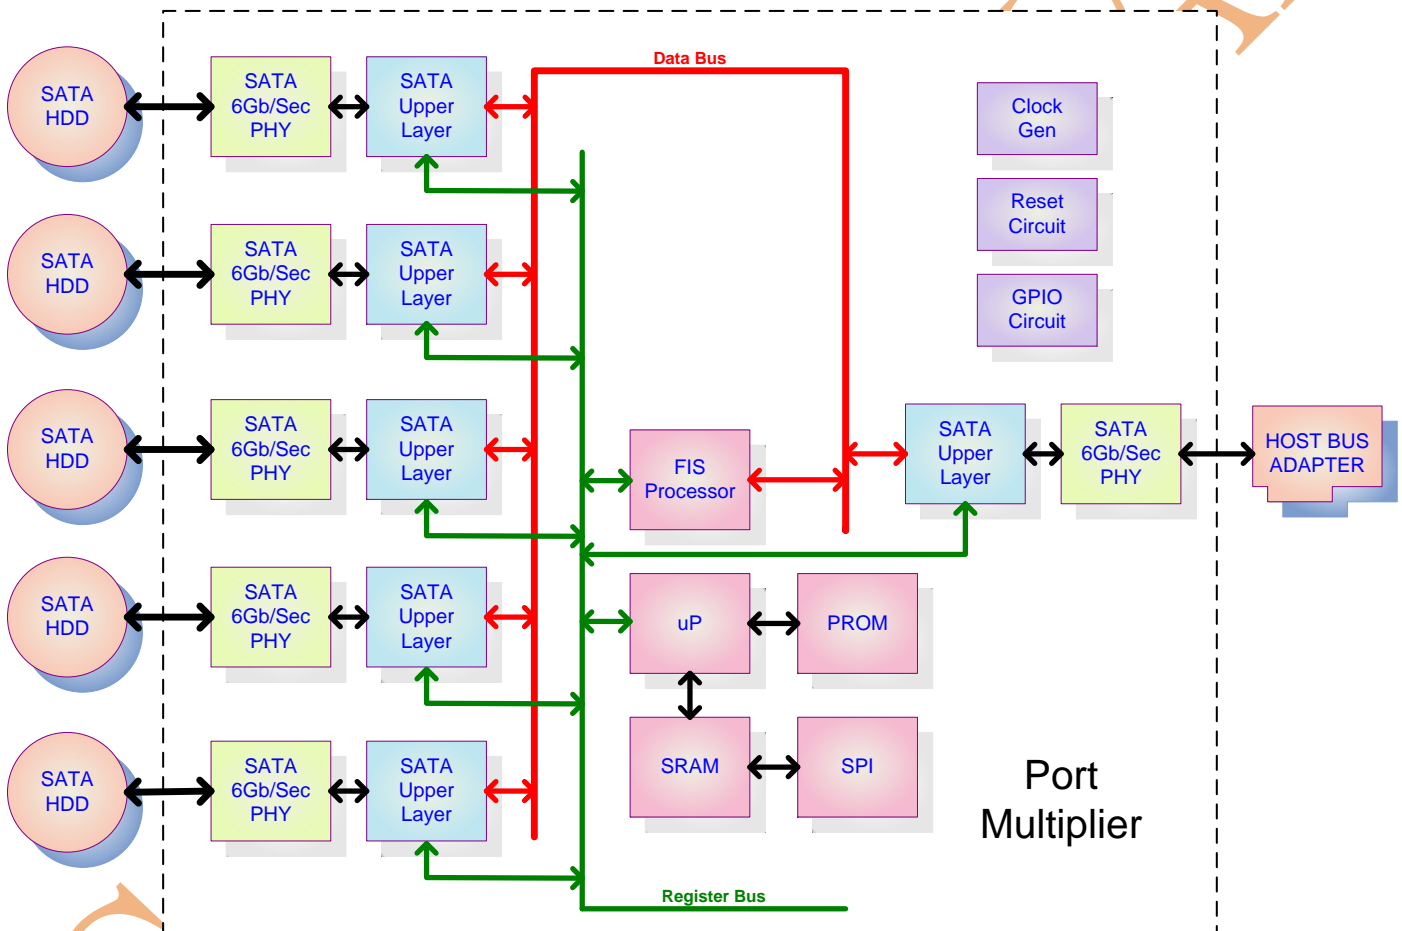 Data Bus
SATA
HDD
SATA
6Gb/Sec
PHY
SATA
Upper
Layer
Clock
Gen
Reset
Circuit
SATA
HDD
SATA
6Gb/Sec
PHY
SATA
Upper
Layer
GPIO
Circuit
SATA
HDD
SATA
6Gb/Sec
PHY
SATA
Upper
Layer
FIS
Processor
SATA
Upper
Layer
SATA
6Gb/Sec
PHY
HOST BUS
ADAPTER
SATA
HDD
SATA
6Gb/Sec
PHY
SATA
Upper
Layer
uP
PROM
SATA
HDD
SATA
6Gb/Sec
PHY
SATA
Upper
Layer
SRAM
SPI
Port
Multiplier
Register Bus